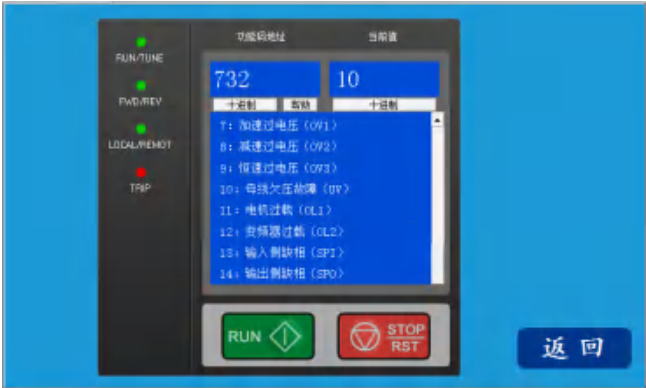 功能码地址 当前值
RUN/TUNE
732 10
FWD/REV
十进制 帮助 十进制
7: 加速过电压 (OV1)
LOCAL/REMOT
8: 减速过电压 (OV2)
9: 恒速过电压 (OV3)
TRIP
10: 母线欠压故障 (UV)
11: 电机过载 (OL1)
12: 变频器过载 (OL2)
13: 输入侧缺相 (SPI)
14: 输出侧缺相 (SPO)
RUN STOP
RST
返回